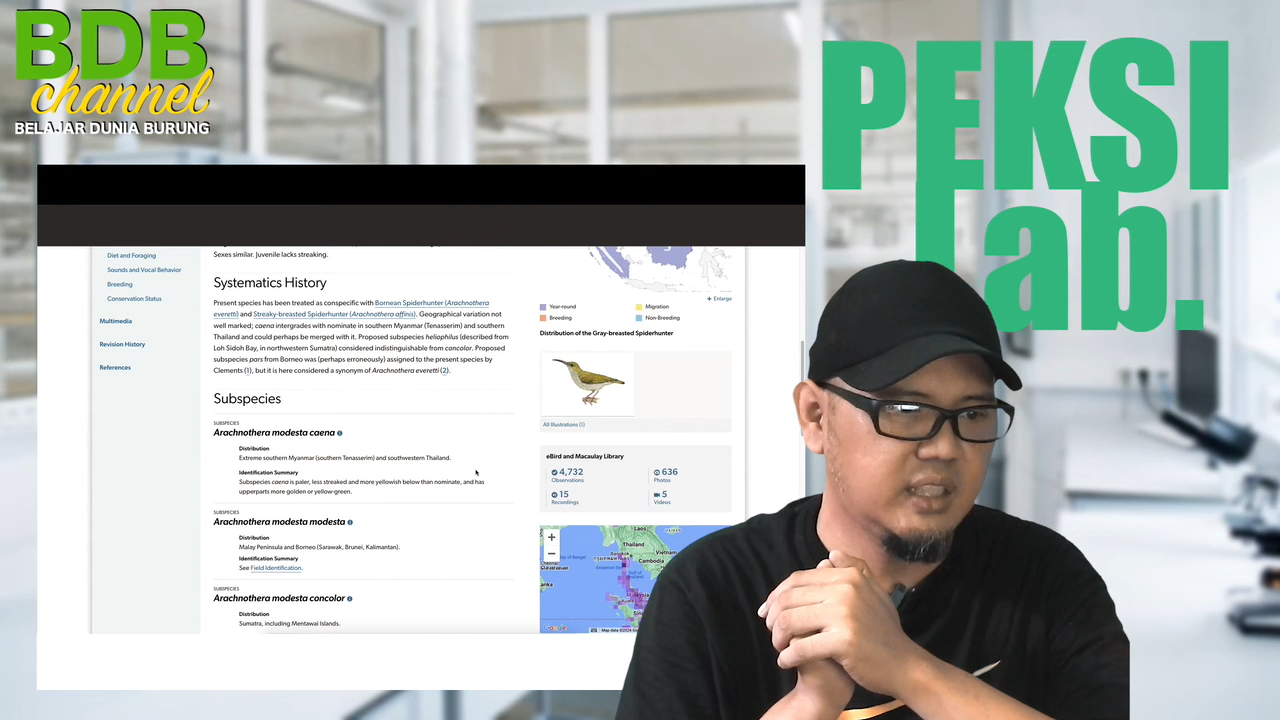 BDB
channel
BELAJAR DUNIA BURUNG
PEKSI
lab.
Diet and Foraging
Sounds and Vocal Behavior
Breeding
Conservation Status
Multimedia
Revision History
References
Sexes similar. Juvenile lacks streaking.
Systematics History
Present species has been treated as conspecific with Bornean Spiderhunter (Arachnothera
everetti) and Streaky-breasted Spiderhunter (Arachnothera affinis). Geographical variation not
well marked; caena intergrades with nominate in southern Myanmar (Tenasserim) and southern
Thailand and could perhaps be merged with it. Proposed subspecies heliophilus (described from
Loh Sidoh Bay, in northwestern Sumatra) considered indistinguishable from concolor. Proposed
subspecies pars from Borneo was (perhaps erroneously) assigned to the present species by
Clements (1), but it is here considered a synonym of Arachnothera everetti (2).
Subspecies
SUBSPECIES
Arachnothera modesta caena
Distribution
Extreme southern Myanmar (southern Tenasserim) and southwestern Thailand.
Identification Summary
Subspecies caena is paler, less streaked and more yellowish below than nominate, and has
upperparts more golden or yellow-green.
SUBSPECIES
Arachnothera modesta modesta
Distribution
Malay Peninsula and Borneo (Sarawak, Brunei, Kalimantan).
Identification Summary
See Field Identification.
SUBSPECIES
Arachnothera modesta concolor
Distribution
Sumatra, including Mentawai Islands.
+ Enlarge
Year-round
Migration
Breeding
Non-Breeding
Distribution of the Gray-breasted Spiderhunter
All Illustrations (1)
eBird and Macaulay Library
4,732
Observations
636
Photos
15
Recordings
5
Videos
+
−
Laos
Thailand
Vietnam
Cambodia
Gulf of
Thailand
Google
Map data ©2024